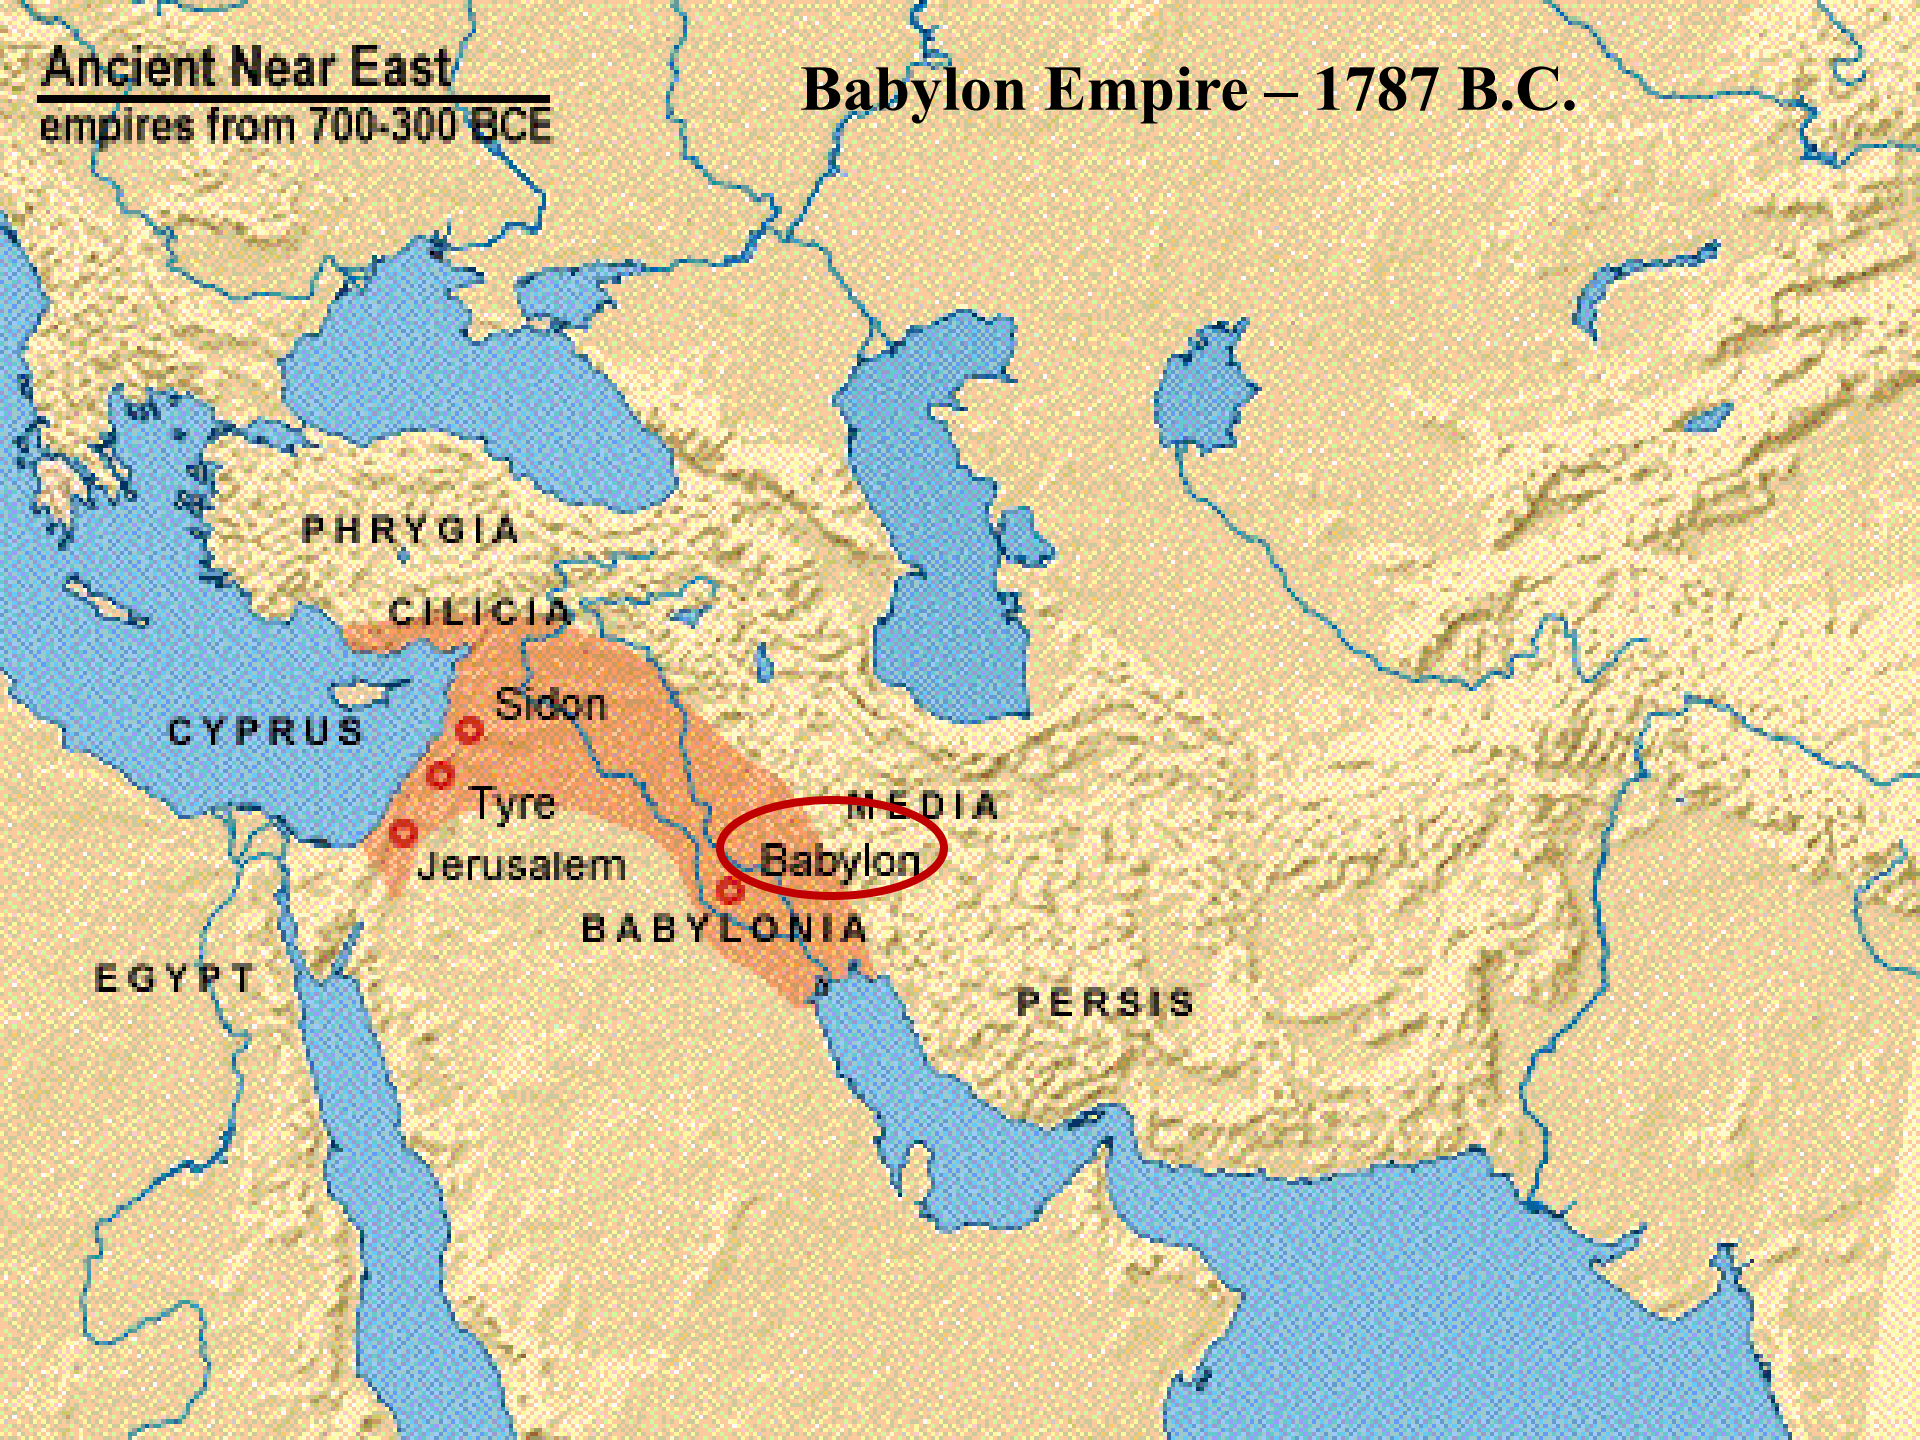 Ancient Near East
empires from 700-300 BCE
Babylon Empire – 1787 B.C.
PHRYGIA
CILICIA
Sidon
CYPRUS
Tyre
MEDIA
Babylon
Jerusalem
BABYLONIA
EGYPT
PERSIS